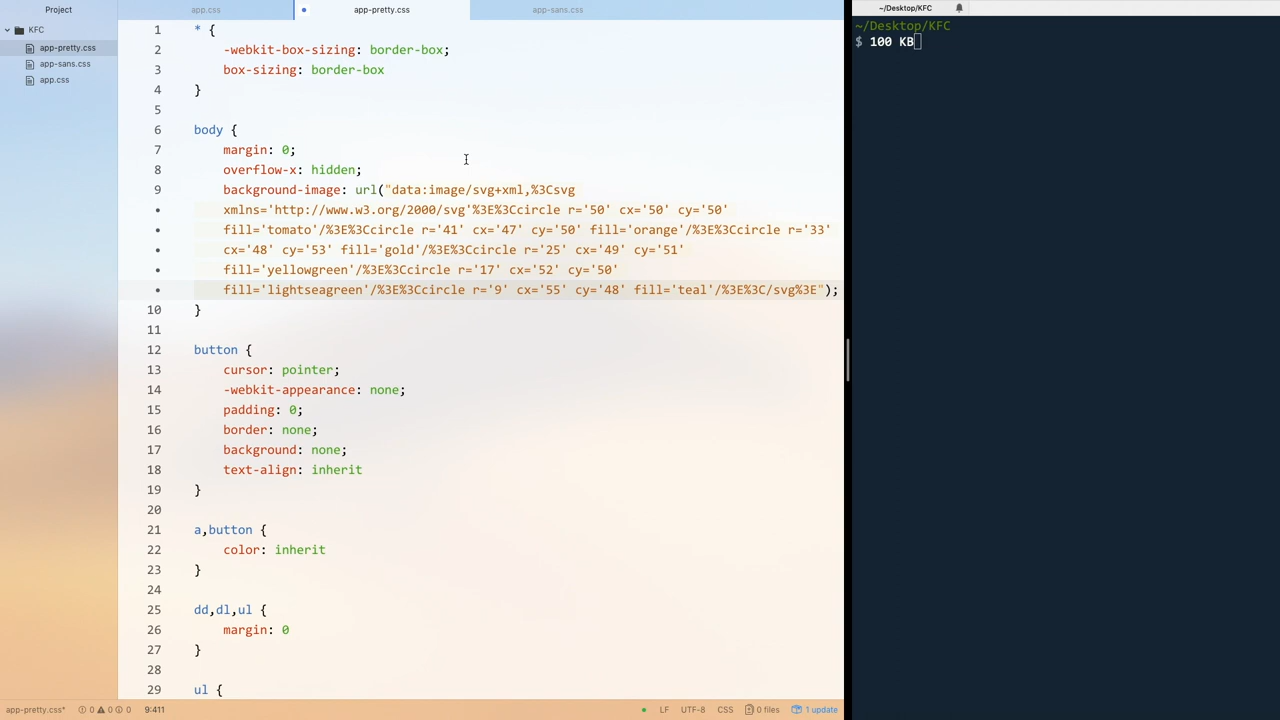 Project
app.css
app-pretty.css
app-sans.css
~/Desktop/KFC
KFC
app-pretty.css
app-sans.css
app.css
1 * {
2 -webkit-box-sizing: border-box;
3 box-sizing: border-box
4 }
5
6 body {
7 margin: 0;
8 overflow-x: hidden;
9 background-image: url("data:image/svg+xml,%3Csvg
• xmlns='http://www.w3.org/2000/svg'%3E%3Ccircle r='50' cx='50' cy='50'
• fill='tomato'/%3E%3Ccircle r='41' cx='47' cy='50' fill='orange'/%3E%3Ccircle r='33'
• cx='48' cy='53' fill='gold'/%3E%3Ccircle r='25' cx='49' cy='51'
• fill='yellowgreen'/%3E%3Ccircle r='17' cx='52' cy='50'
• fill='lightseagreen'/%3E%3Ccircle r='9' cx='55' cy='48' fill='teal'/%3E%3C/svg%3E");
10 }
11
12 button {
13 cursor: pointer;
14 -webkit-appearance: none;
15 padding: 0;
16 border: none;
17 background: none;
18 text-align: inherit
19 }
20
21 a,button {
22 color: inherit
23 }
24
25 dd,dl,ul {
26 margin: 0
27 }
28
29 ul {
~/Desktop/KFC
$ 100 KB
app-pretty.css* 0 0 0 9:411
LF UTF-8 CSS 0 files 1 update